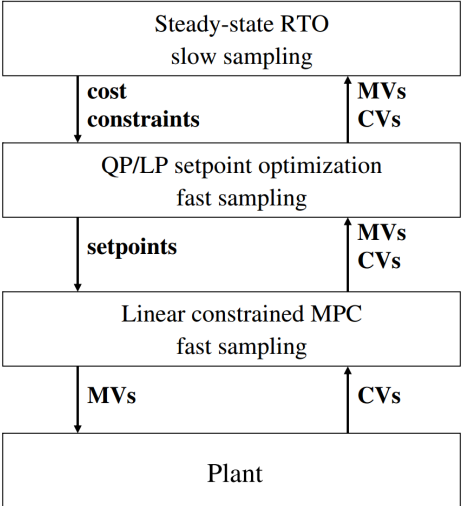 Steady-state RTO
slow sampling
cost
constraints
MVs
CVs
QP/LP setpoint optimization
fast sampling
setpoints
MVs
CVs
Linear constrained MPC
fast sampling
MVs
CVs
Plant